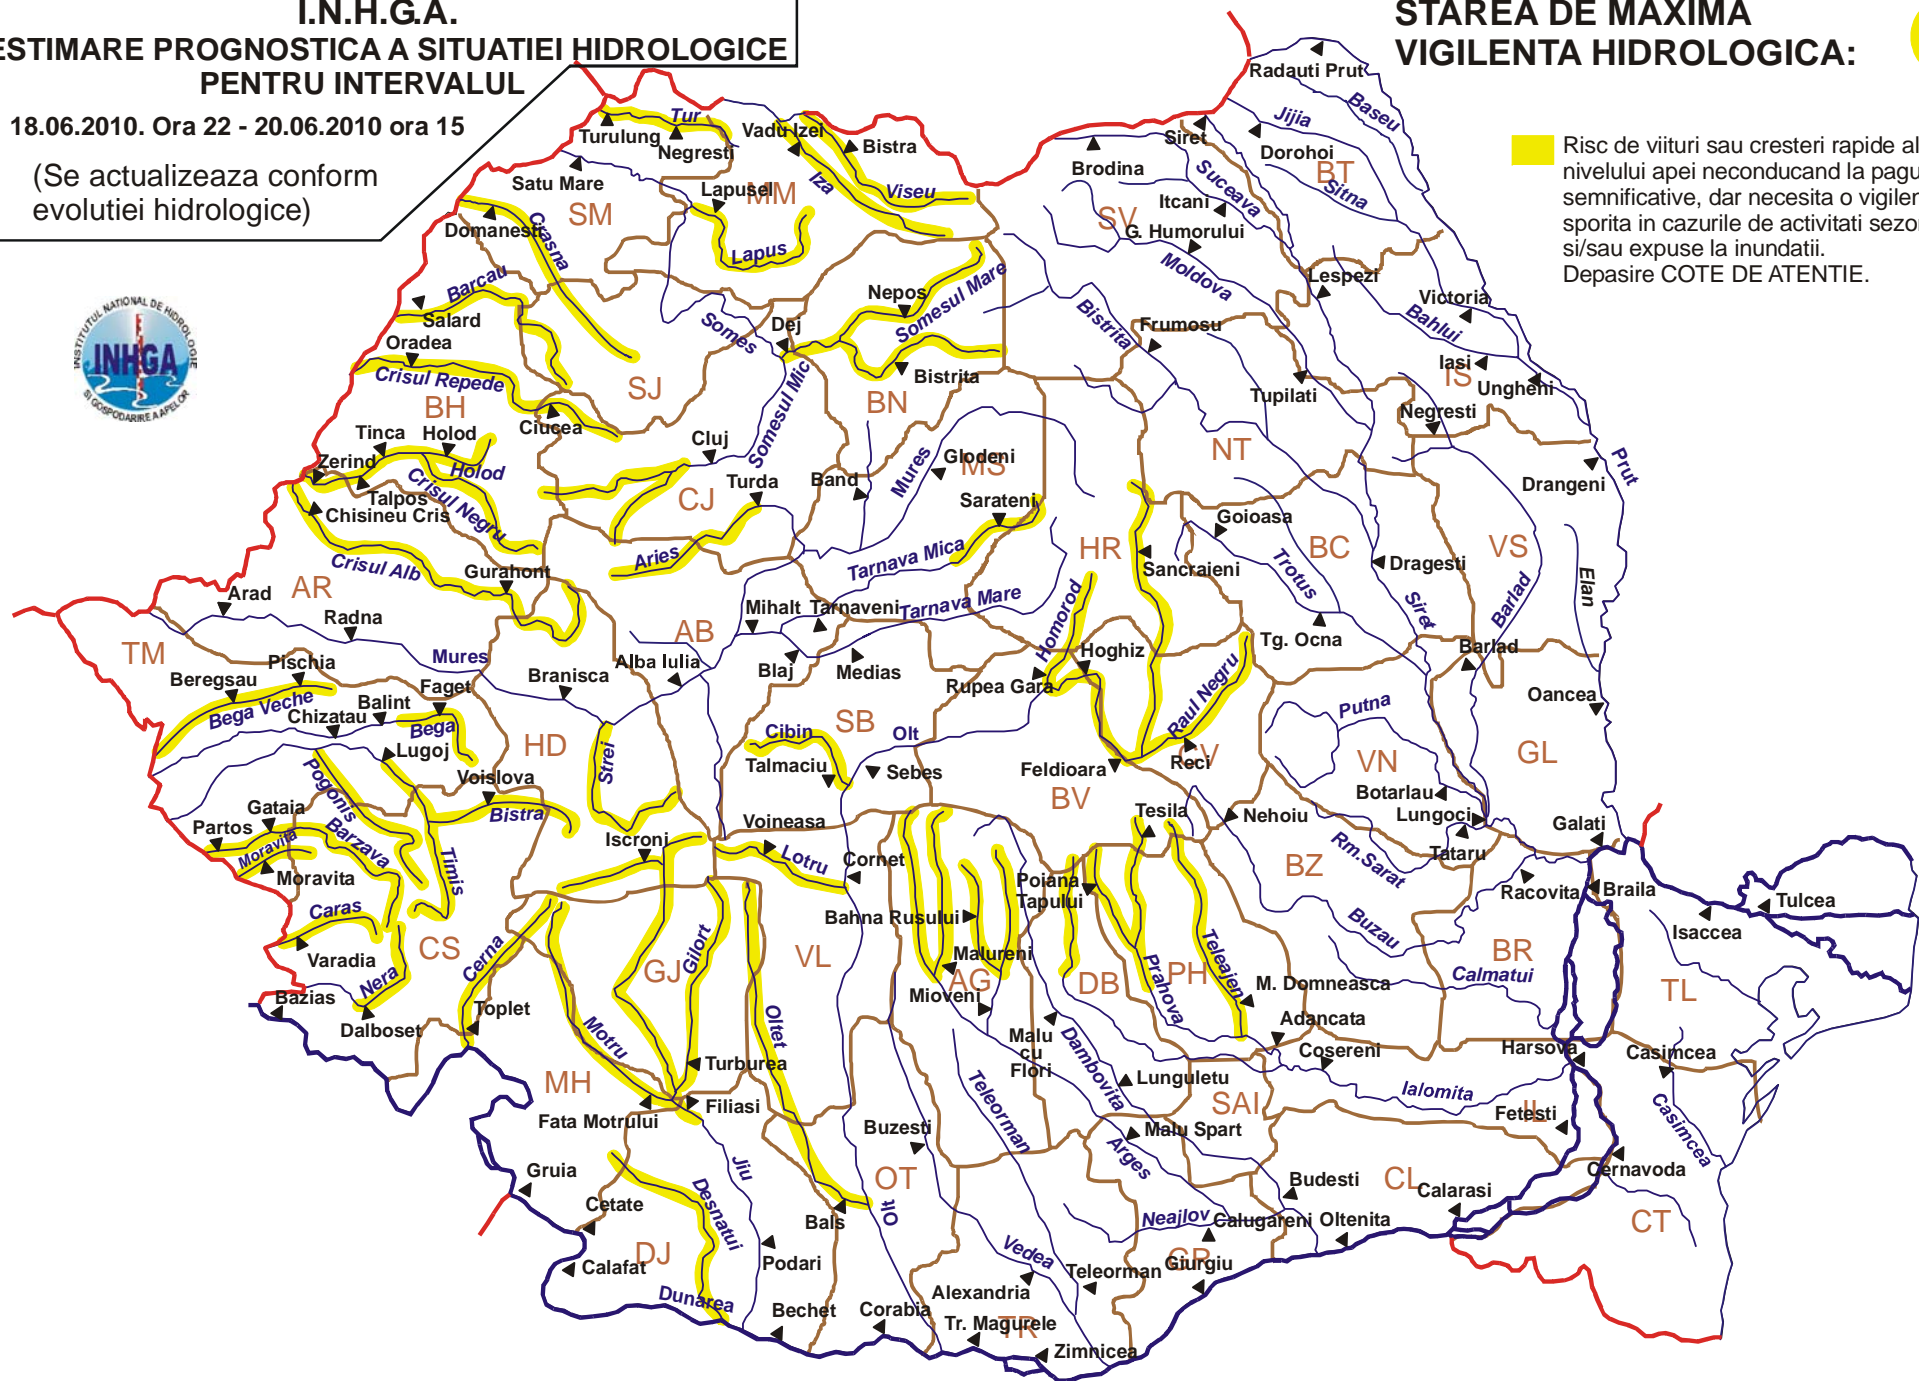 I.N.H.G.A.
ESTIMARE PROGNOSTICA A SITUATIEI HIDROLOGICE
PENTRU INTERVALUL
18.06.2010. Ora 22 - 20.06.2010 ora 15
(Se actualizeaza conform
evolutiei hidrologice)
STAREA DE MAXIMA
VIGILENTA HIDROLOGICA:
Risc de viituri sau cresteri rapide al
nivelului apei neconducand la pagu
semnificative, dar necesita o vigilen
sporita in cazurile de activitati sezo
si/sau expuse la inundatii.
Depasire COTE DE ATENTIE.
INSTITUTUL NATIONAL DE HIDROLOGIE
INHGA
SI GOSPODARIRE A APELOR
Radauti Prut
Baseu
Jijia
Siret
Dorohoi
BT
Sitna
Brodina
Suceava
Itcani
SV
G. Humorului
Moldova
Lespezi
Victoria
Bahlui
Iasi
IS
Ungheni
Negresti
Tupilati
Frumosu
Bistrita
NT
Prut
Drangeni
Tur
Turulung
Negresti
Vadu Izei
Bistra
Satu Mare
SM
Lapusel
MM
Iza
Viseu
Domanesti
Crasna
Lapus
Barcau
Salard
Oradea
Somes
Dej
Nepos
Somesul Mare
Crisul Repede
BH
SJ
Bistrita
BN
Ciucea
Somesul Mic
Tinca
Holod
Cluj
Mures
Glodeni
MS
Zerind
Holod
Talpos
Crisul Negru
Turda
Band
Sarateni
CJ
Chisineu Cris
Goioasa
HR
BC
VS
Crisul Alb
Gurahont
Aries
Tarnava Mica
Sancraieni
Trotus
Dragesti
Elan
AR
Arad
Radna
Mihalt
Tarnaveni
Tarnava Mare
Homorod
Siret
Barlad
TM
AB
Tg. Ocna
Barlad
Mures
Alba Iulia
Blaj
Medias
Hoghiz
Pischia
Beregsau
Branisca
Rupea Gara
Raul Negru
Oancea
Balint
Faget
Bega Veche
Chizatau
Bega
SB
Putna
Lugoj
HD
Strei
Cibin
Olt
CV
VN
GL
Pogonis
Voislova
Talmaciu
Sebes
Feldioara
Reci
Botarlau
Gataia
Bistra
Voineasa
BV
Tesila
Nehoiu
Lungoci
Galati
Partos
Barzava
Moravita
Iscroni
Lotru
Cornet
Rm.Sarat
Tataru
Moravita
Timis
Poiana
Tapului
BZ
Racovita
Braila
Tulcea
Caras
Bahna Rusului
Buzau
Isaccea
CS
Cerna
Varadia
Gilort
VL
Malureni
Teleajen
BR
Nera
GJ
AG
DB
PH
Calmatui
TL
Bazias
Prahova
M. Domneasca
Dalboset
Toplet
Mioveni
Motru
Oltet
Malu
cu
Flori
Adancata
Cosereni
Harsova
Casimcea
Turburea
Dambovita
MH
Teleorman
Lunguletu
Ialomita
Filiasi
SAI
IL
Fetesti
Casimcea
Fata Motrului
Buzesti
Malu Spart
Arges
Jiu
Cernavoda
Gruia
OT
Budesti
CL
Calarasi
Cetate
Desnatui
Bals
Olt
Neajlov
Calugareni
Oltenita
CT
DJ
Podari
Vedea
GR
Giurgiu
Calafat
Teleorman
Dunarea
Alexandria
Bechet
Corabia
Tr. Magurele
TR
Zimnicea